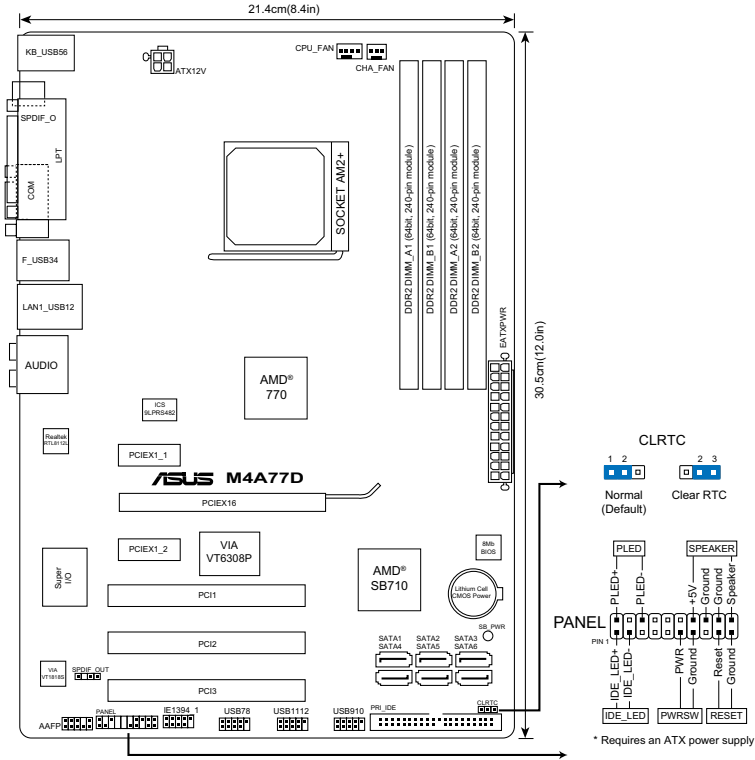 21.4cm(8.4in)
KB_USB56
ATX12V
CPU_FAN
CHA_FAN
SPDIF_O
LPT
COM
SOCKET AM2+
DDR2 DIMM_A1 (64bit, 240-pin module)
DDR2 DIMM_B1 (64bit, 240-pin module)
DDR2 DIMM_A2 (64bit, 240-pin module)
DDR2 DIMM_B2 (64bit, 240-pin module)
F_USB34
LAN1_USB12
AUDIO
EATXPWR
30.5cm(12.0in)
AMD®
770
ICS
9LPRS482
Realtek
RTL8112L
PCIEX1_1
ASUS M4A77D
PCIEX16
PCIEX1_2
VIA
VT6308P
Super
I/O
AMD®
SB710
8Mb
BIOS
Lithium Cell
CMOS Power
PCI1
PCI2
PCI3
SB_PWR
SATA1 SATA2 SATA3
SATA4 SATA5 SATA6
VIA
VT1818S
SPDIF_OUT
AAFP
PANEL
IE1394_1
USB78
USB1112
USB910
PRI_IDE
CLRTC
CLRTC
1 2
2 3
Normal
(Default)
Clear RTC
PLED
SPEAKER
PLED+
PLED-
+5V
Ground
Ground
Speaker-
PANEL
PIN 1
IDE_LED+
IDE_LED-
PWR
Ground
Reset
Ground
IDE_LED
PWRSW
RESET
* Requires an ATX power supply